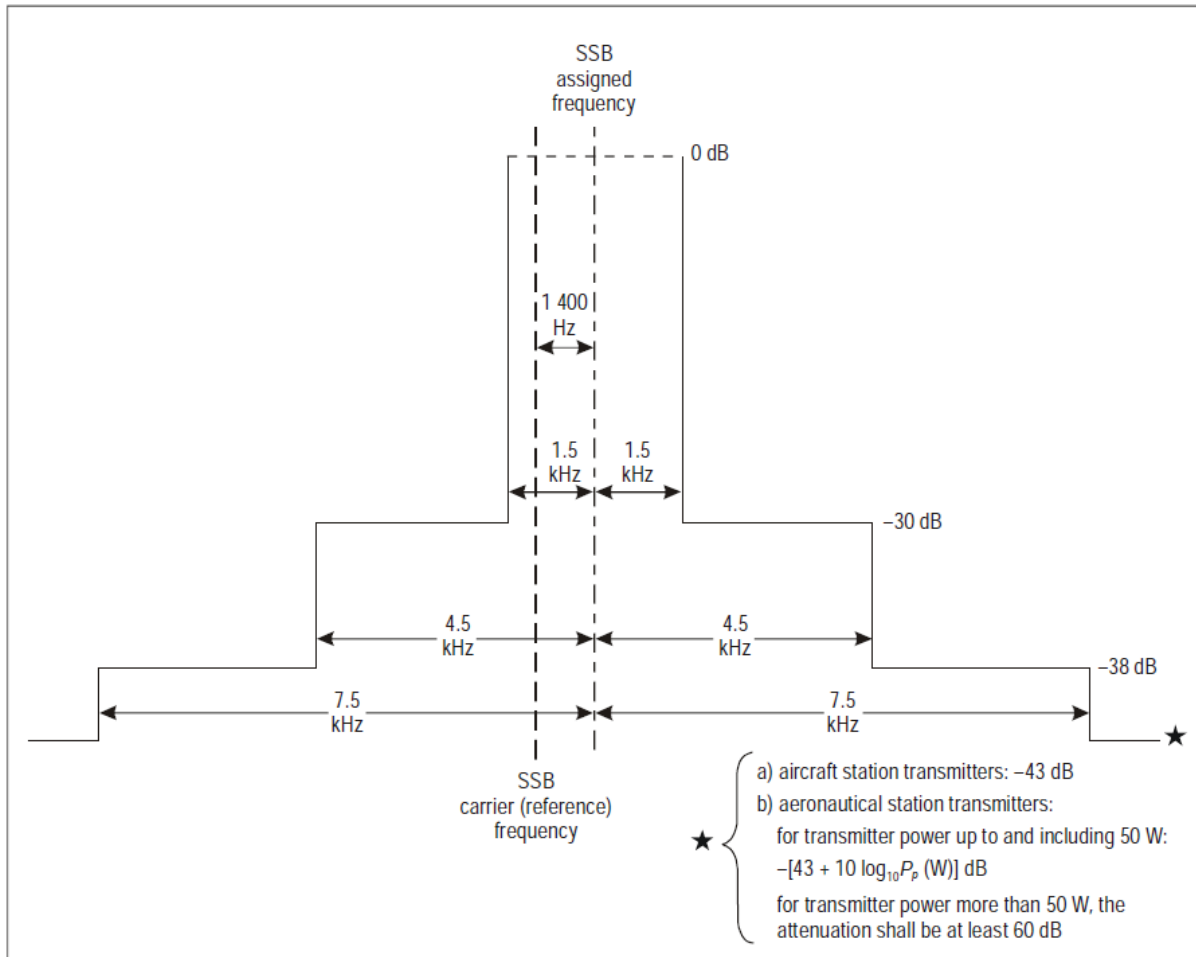 SSB
assigned
frequency
0 dB
1 400
Hz
1.5
kHz
1.5
kHz
–30 dB
4.5
kHz
4.5
kHz
–38 dB
7.5
kHz
7.5
kHz
★
SSB
carrier (reference)
frequency
★
a) aircraft station transmitters: –43 dB
b) aeronautical station transmitters:
for transmitter power up to and including 50 W:
–[43 + 10 log₁₀Pₚ (W)] dB
for transmitter power more than 50 W, the
attenuation shall be at least 60 dB